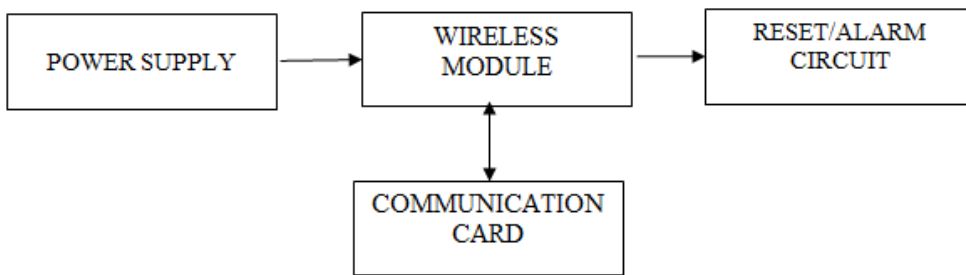 POWER SUPPLY
WIRELESS
MODULE
RESET/ALARM
CIRCUIT
COMMUNICATION
CARD